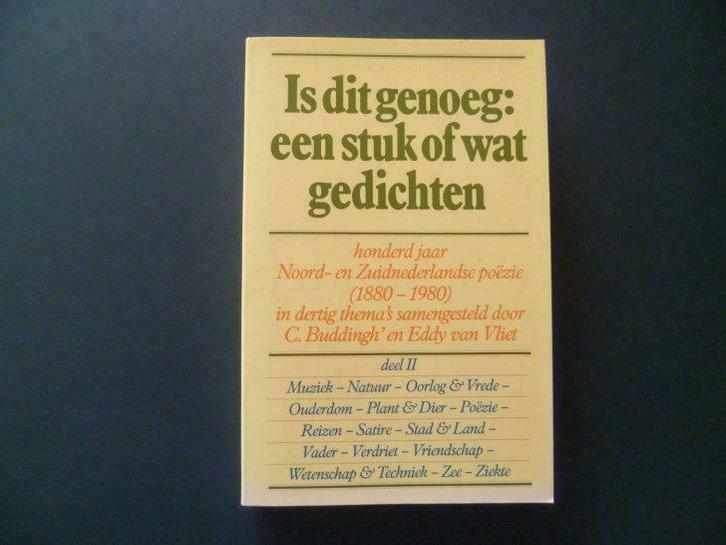 Is dit genoeg:
een stuk of wat
gedichten
honderd jaar
Noord- en Zuidnederlandse poëzie
(1880 – 1980)
in dertig thema's samengesteld door
C. Buddingh' en Eddy van Vliet
deel II
Muziek – Natuur – Oorlog & Vrede –
Ouderdom – Plant & Dier – Poëzie –
Reizen – Satire – Stad & Land –
Vader – Verdriet – Vriendschap –
Wetenschap & Techniek – Zee – Ziekte